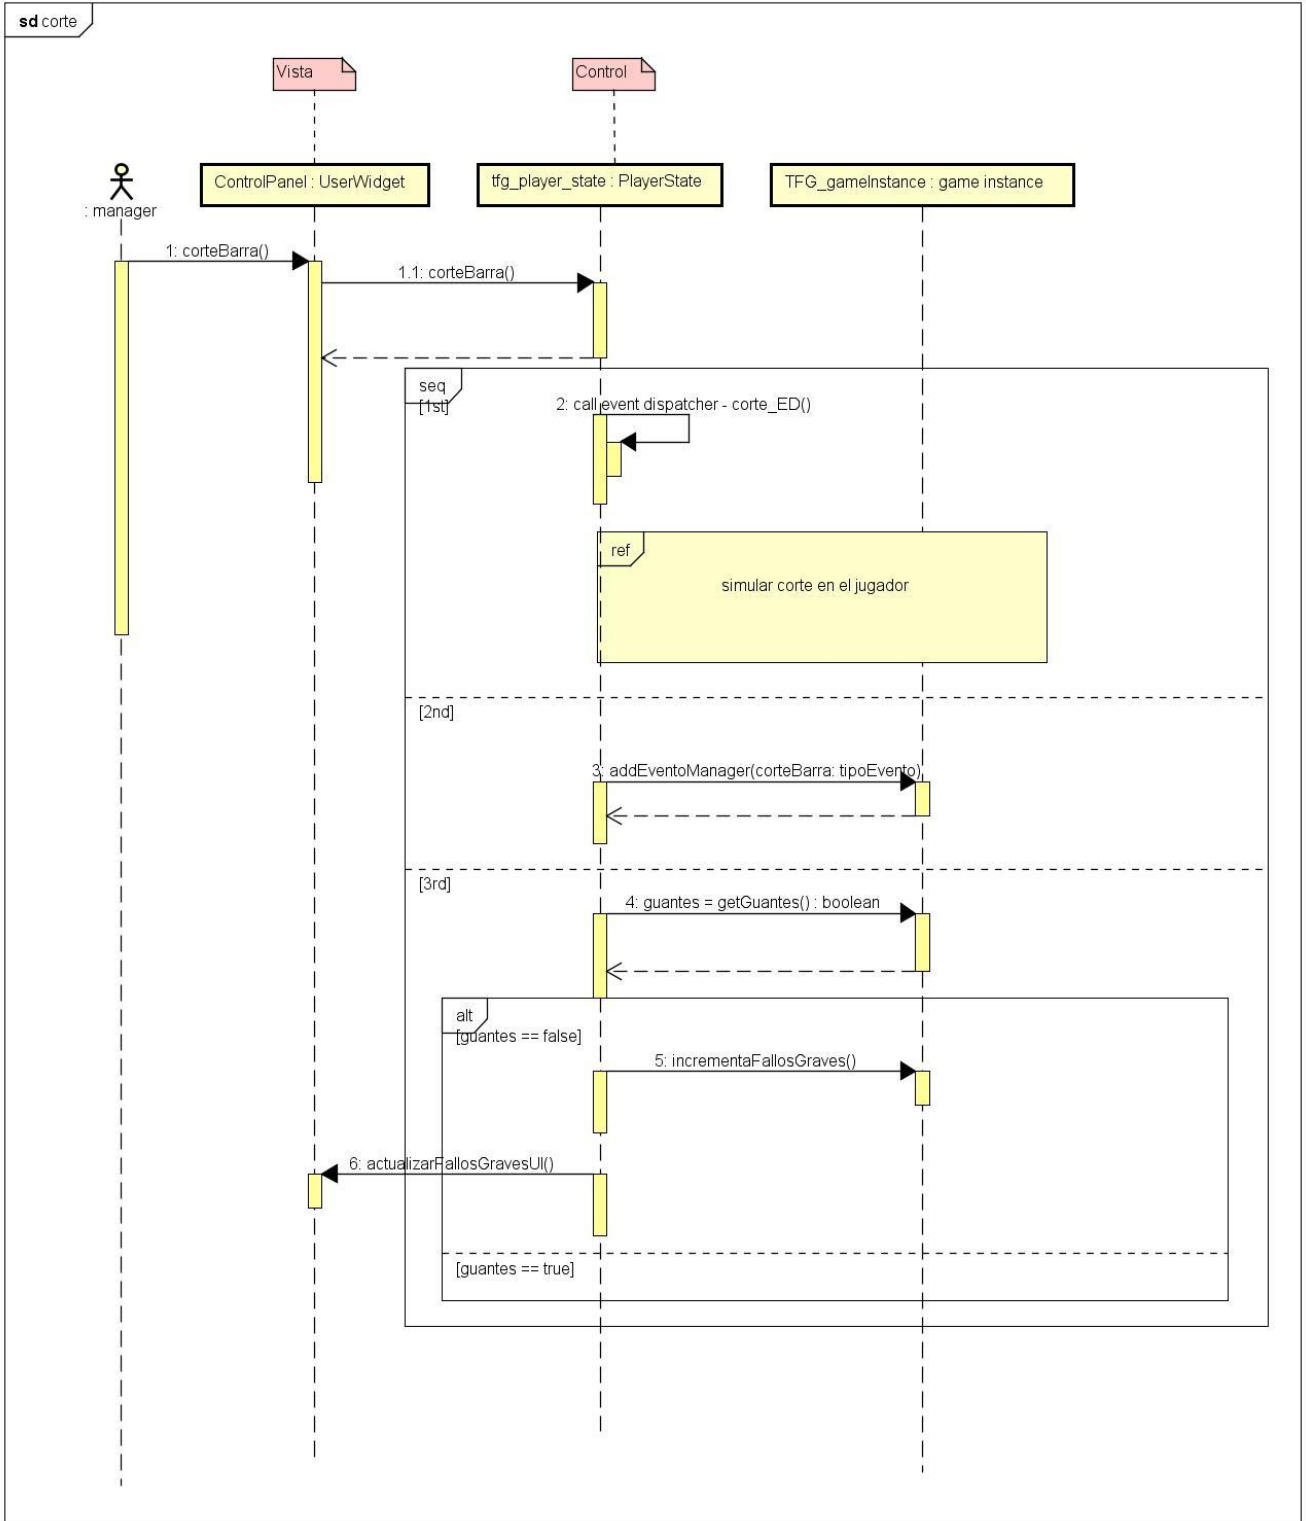 sd corte
Vista
Control
ControlPanel : UserWidget
tfg_player_state : PlayerState
TFG_gameInstance : game instance
: manager
1: corteBarra()
1.1: corteBarra()
seq
[1st]
2: call event dispatcher - corte_ED()
ref
simular corte en el jugador
[2nd]
3: addEventoManager(corteBarra: tipoEvento)
[3rd]
4: guantes = getGuantes() : boolean
alt
[guantes == false]
5: incrementaFallosGraves()
6: actualizarFallosGravesUI()
[guantes == true]